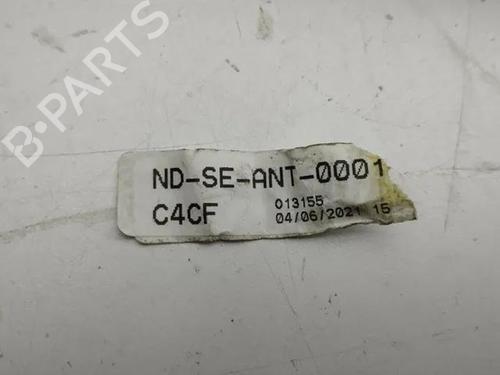 B-PARTS
ND-SE-ANT-0001
C4CF
013155
04/06/2021 15